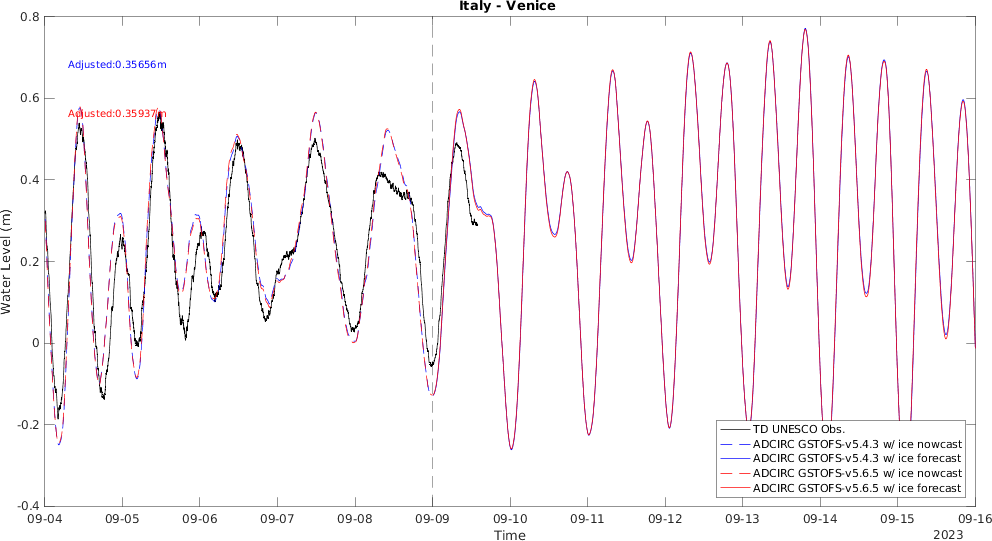 Italy - Venice
0.8
0.6
0.4
0.2
0
-0.2
-0.4
Water Level (m)
Adjusted:0.35656m
Adjusted:0.35937m
TD UNESCO Obs.
ADCIRC GSTOFS-v5.4.3 w/ ice nowcast
ADCIRC GSTOFS-v5.4.3 w/ ice forecast
ADCIRC GSTOFS-v5.6.5 w/ ice nowcast
ADCIRC GSTOFS-v5.6.5 w/ ice forecast
09-04 09-05 09-06 09-07 09-08 09-09 09-10 09-11 09-12 09-13 09-14 09-15 09-16
Time
2023